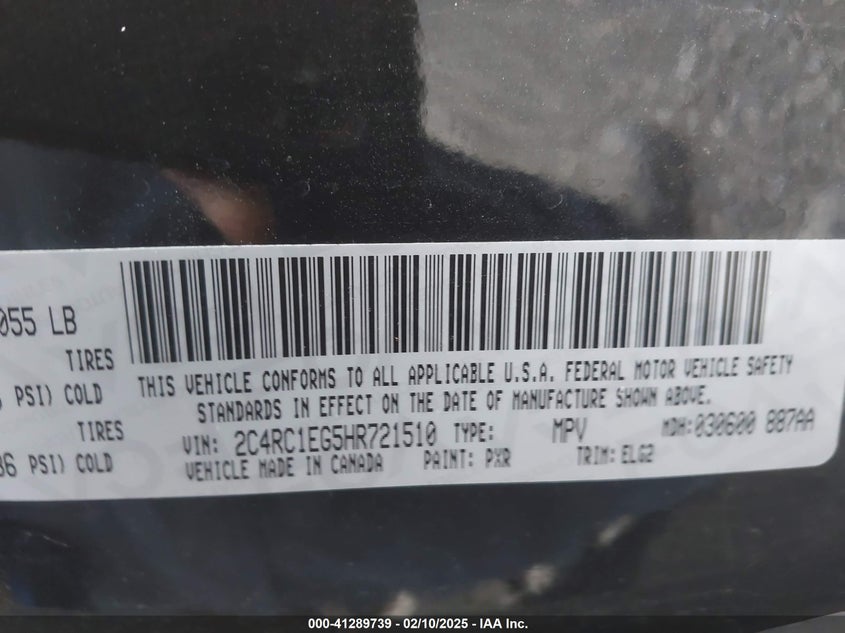 055 LB
TIRES
PSI) COLD
TIRES
36 PSI) COLD
THIS VEHICLE CONFORMS TO ALL APPLICABLE U.S.A. FEDERAL MOTOR VEHICLE SAFETY
STANDARDS IN EFFECT ON THE DATE OF MANUFACTURE SHOWN ABOVE.
VIN: 2C4RC1EG5HR721510 TYPE: MPV MDH:030600 887AA
VEHICLE MADE IN CANADA PAINT: PXR TRIM: ELG2
000-41289739 - 02/10/2025 - IAA Inc.